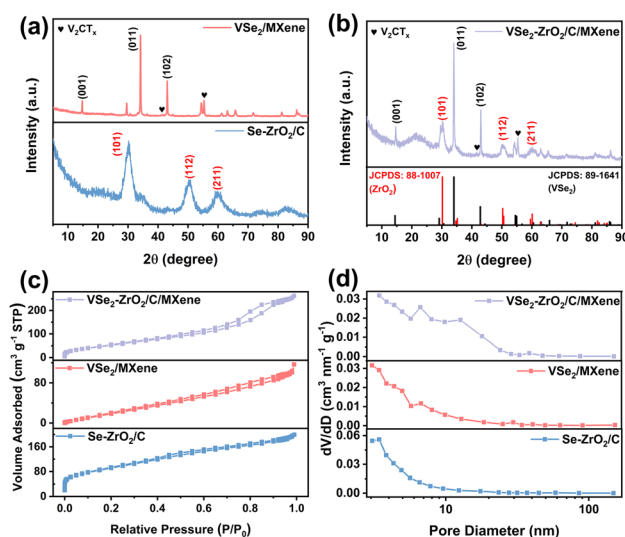 (a)
♥ V₂CTₓ
VSe₂/MXene
(001)
(011)
(102)
Se-ZrO₂/C
(101)
(112)
(211)
Intensity (a.u.)
5 10 20 30 40 50 60 70 80 90
2θ (degree)
(b)
♥ V₂CTₓ
VSe₂-ZrO₂/C/MXene
(001)
(101)
(011)
(102)
(112)
(211)
JCPDS: 88-1007
(ZrO₂)
JCPDS: 89-1641
(VSe₂)
Intensity (a.u.)
10 20 30 40 50 60 70 80 90
2θ (degree)
(c)
VSe₂-ZrO₂/C/MXene
200
100
0
VSe₂/MXene
80
0
Se-ZrO₂/C
160
80
0
Volume Adsorbed (cm³ g⁻¹ STP)
0.0 0.2 0.4 0.6 0.8 1.0
Relative Pressure (P/P₀)
(d)
VSe₂-ZrO₂/C/MXene
0.03
0.02
0.01
0.00
VSe₂/MXene
0.03
0.02
0.01
0.00
Se-ZrO₂/C
0.06
0.03
0.00
dV/dD (cm³ nm⁻¹ g⁻¹)
10 100
Pore Diameter (nm)